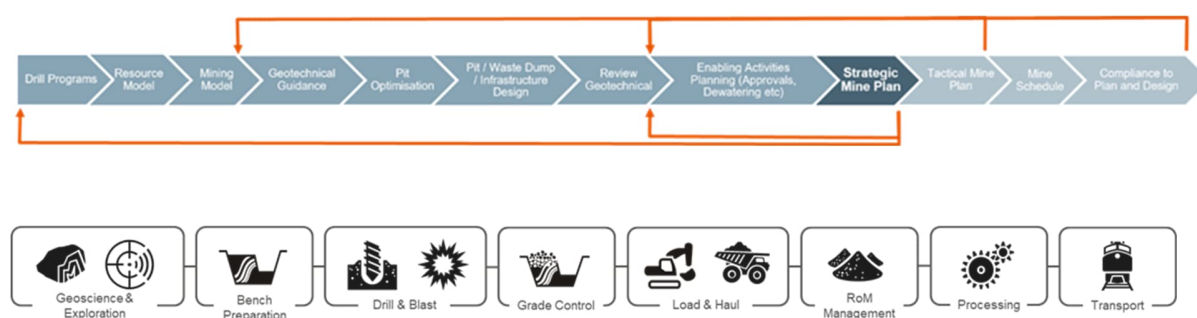 Drill Programs
Resource
Model
Mining
Model
Geotechnical
Guidance
Pit
Optimisation
Pit / Waste Dump
/ Infrastructure
Design
Review
Geotechnical
Enabling Activities
Planning (Approvals,
Dewatering etc)
Strategic
Mine Plan
Tactical Mine
Plan
Mine
Schedule
Compliance to
Plan and Design
Geoscience &
Exploration
Bench
Preparation
Drill & Blast
Grade Control
Load & Haul
RoM
Management
Processing
Transport